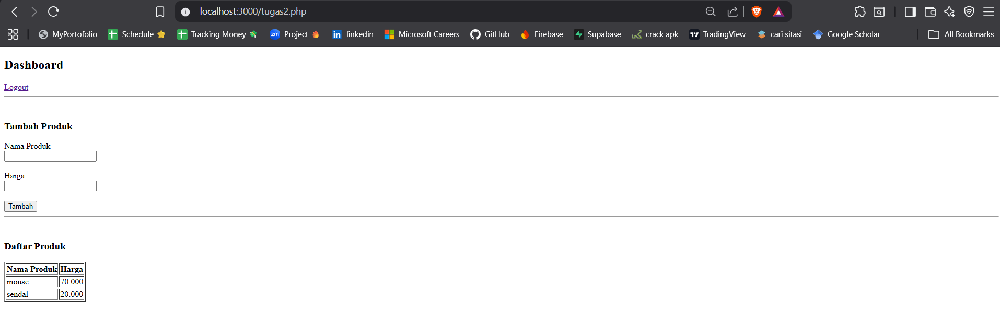 localhost:3000/tugas2.php
MyPortofolio Schedule Tracking Money zm Project in linkedin Microsoft Careers GitHub Firebase Supabase crack apk TradingView cari sitasi Google Scholar All Bookmarks
Dashboard
Logout
Tambah Produk
Nama Produk
Harga
Tambah
Daftar Produk
Nama Produk Harga
mouse 70.000
sendal 20.000